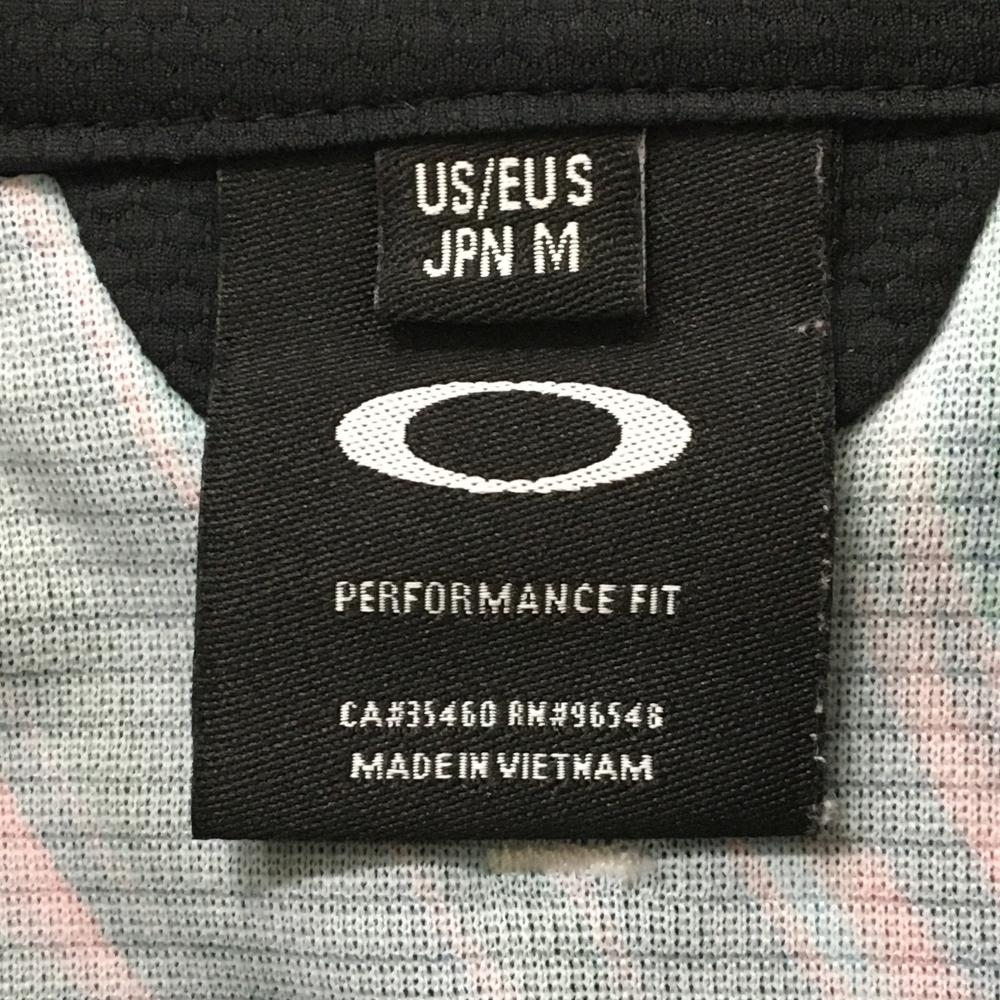 US/EU S
JPN M
PERFORMANCE FIT
CA#35460 RN#96548
MADE IN VIETNAM